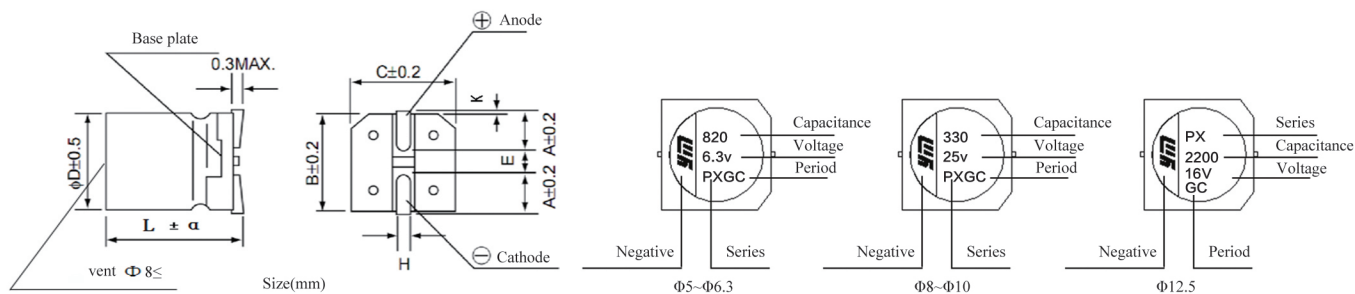 Base plate
0.3MAX.
ϕD±0.5
L ± α
vent Φ 8≤
Size(mm)
⊕ Anode
C±0.2
K
B±0.2
A±0.2
E
A±0.2
H
⊖ Cathode
820
6.3v
PXGC
Capacitance
Voltage
Period
Negative
Series
Φ5~Φ6.3
330
25v
PXGC
Capacitance
Voltage
Period
Negative
Series
Φ8~Φ10
PX
2200
16V
GC
Series
Capacitance
Voltage
Negative
Period
Φ12.5